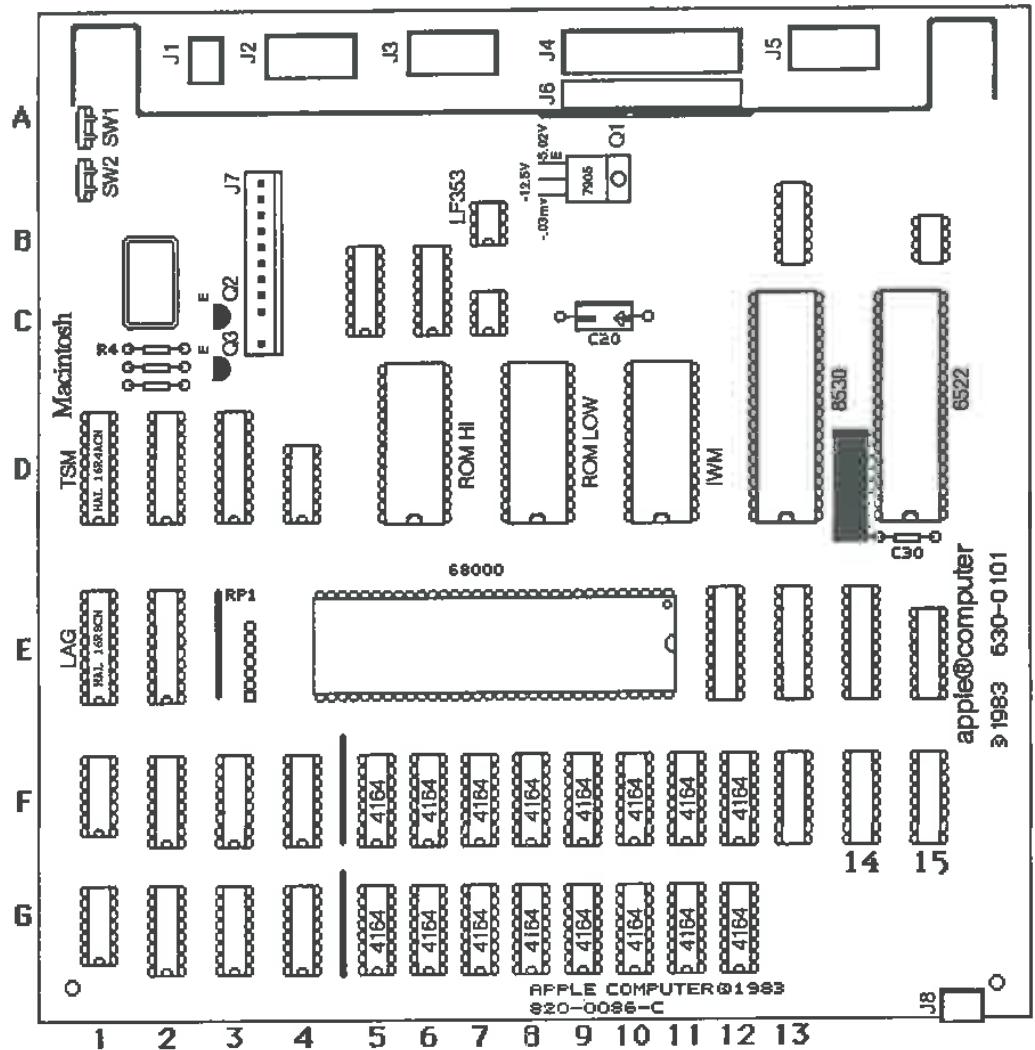 J1
J2
J3
J4
J5
J6
A
SW1
SW2
J7
-5.02V
E
Q1
7905
-12.5V
-.03mv
LF353
B
E
Q2
C
Macintosh
R4
E
Q3
C20
8530
6522
D
TSM
HAL 16R4ACN
ROM HI
ROM LOW
IWM
C30
68000
RP1
E
LAG
HAL 16R8CN
apple®computer
©1983 630-0101
F
4164 4164 4164 4164 4164 4164 4164 4164
14 15
G
4164 4164 4164 4164 4164 4164 4164 4164
APPLE COMPUTER©1983
820-0086-C
J8
1 2 3 4 5 6 7 8 9 10 11 12 13